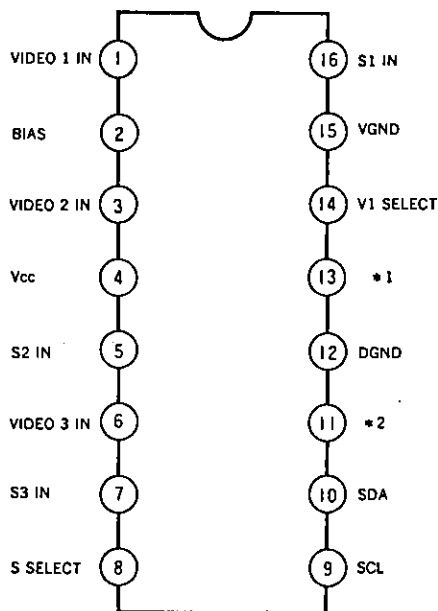 VIDEO 1 IN 1
BIAS 2
VIDEO 2 IN 3
Vcc 4
S2 IN 5
VIDEO 3 IN 6
S3 IN 7
S SELECT 8
16 S1 IN
15 VGND
14 V1 SELECT
13 *1
12 DGND
11 *2
10 SDA
9 SCL